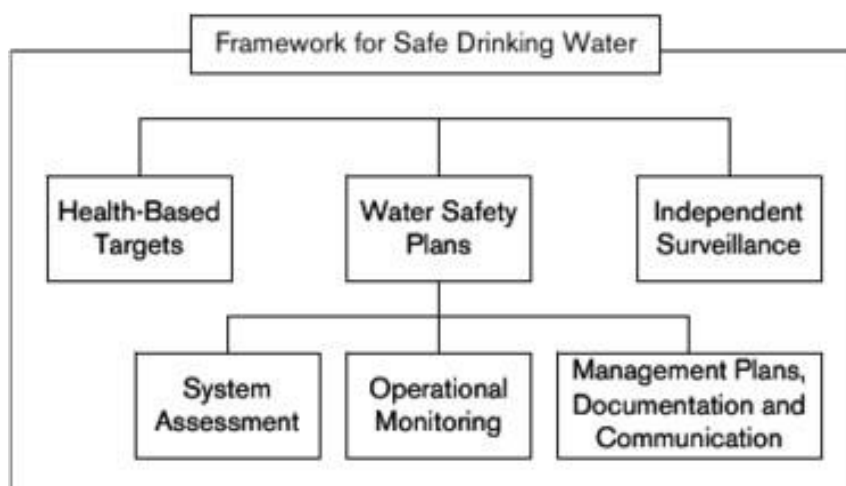 Framework for Safe Drinking Water
Health-Based
Targets
Water Safety
Plans
Independent
Surveillance
System
Assessment
Operational
Monitoring
Management Plans,
Documentation and
Communication